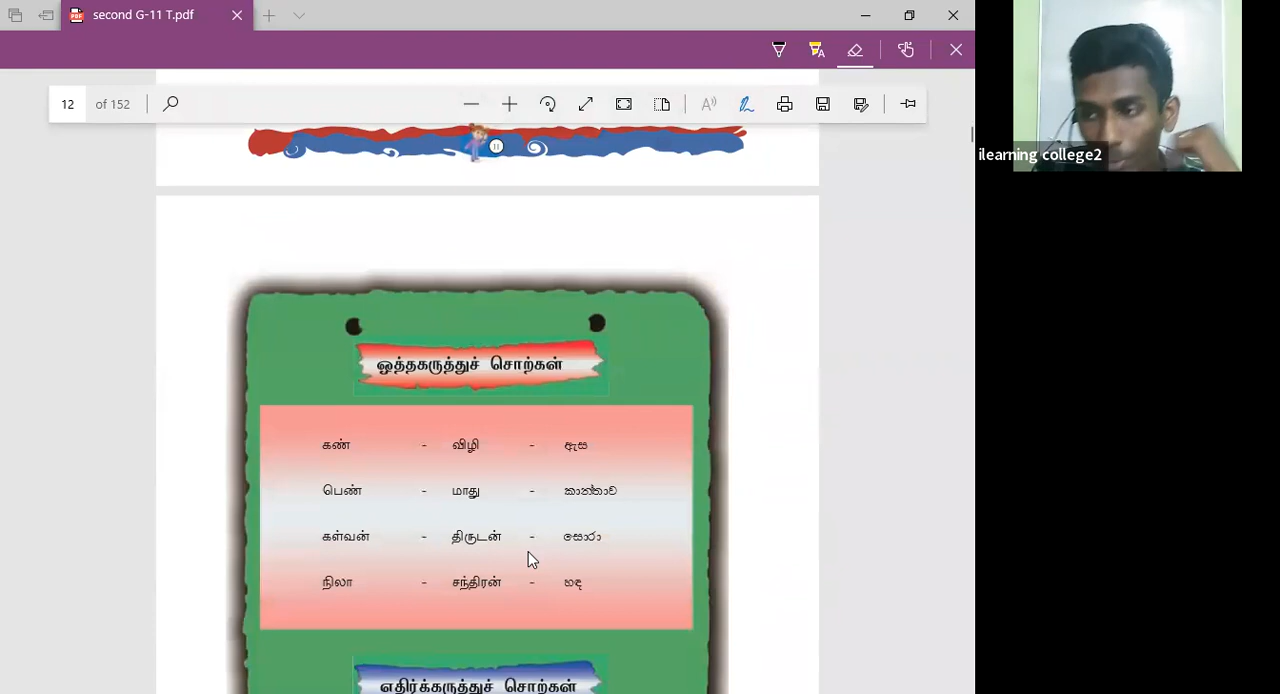 second G-11 T.pdf
12 of 152
11
ilearning college2
ஒத்தகருத்துச் சொற்கள்
கண் - விழி - ඇස
பெண் - மாது - කාන්තාව
கள்வன் - திருடன் - සොරා
நிலா - சந்திரன் - හඳ
எதிர்க்கருத்துச் சொற்கள்